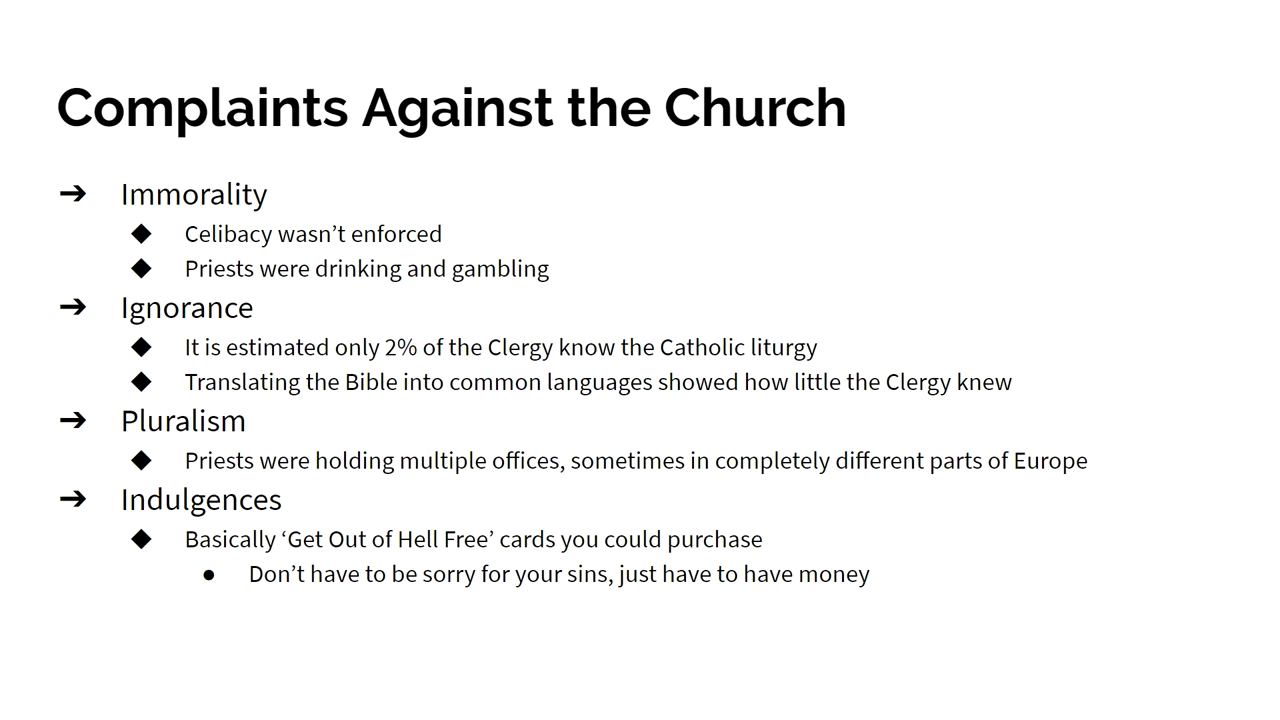 Complaints Against the Church
➔ Immorality
◆ Celibacy wasn’t enforced
◆ Priests were drinking and gambling
➔ Ignorance
◆ It is estimated only 2% of the Clergy know the Catholic liturgy
◆ Translating the Bible into common languages showed how little the Clergy knew
➔ Pluralism
◆ Priests were holding multiple offices, sometimes in completely different parts of Europe
➔ Indulgences
◆ Basically ‘Get Out of Hell Free’ cards you could purchase
● Don’t have to be sorry for your sins, just have to have money